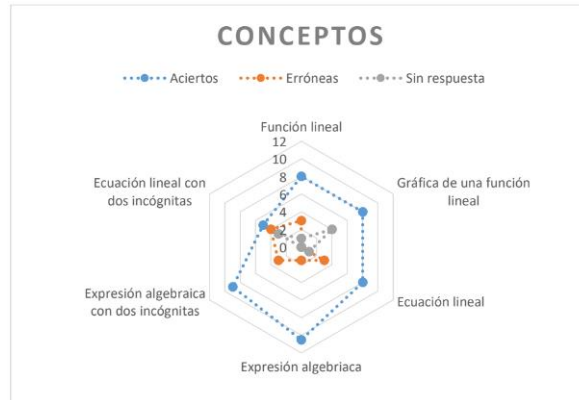 CONCEPTOS
Aciertos
Erróneas
Sin respuesta
Función lineal
12
10
8
6
4
2
0
Gráfica de una función
lineal
Ecuación lineal
Expresión algebriaca
Expresión algebraica
con dos incógnitas
Ecuación lineal con
dos incógnitas